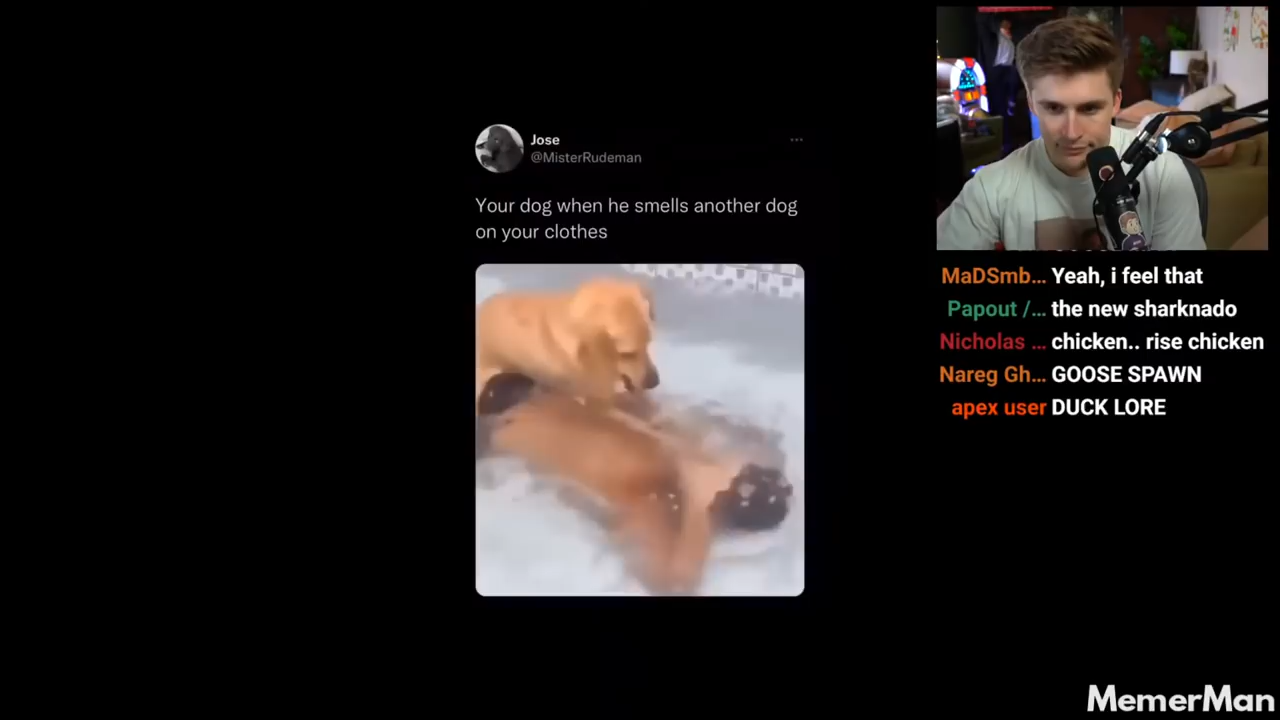 Jose
@MisterRudeman
Your dog when he smells another dog
on your clothes
MaDSmb... Yeah, i feel that
Papout /... the new sharknado
Nicholas ... chicken.. rise chicken
Nareg Gh... GOOSE SPAWN
apex user DUCK LORE
MemerMan